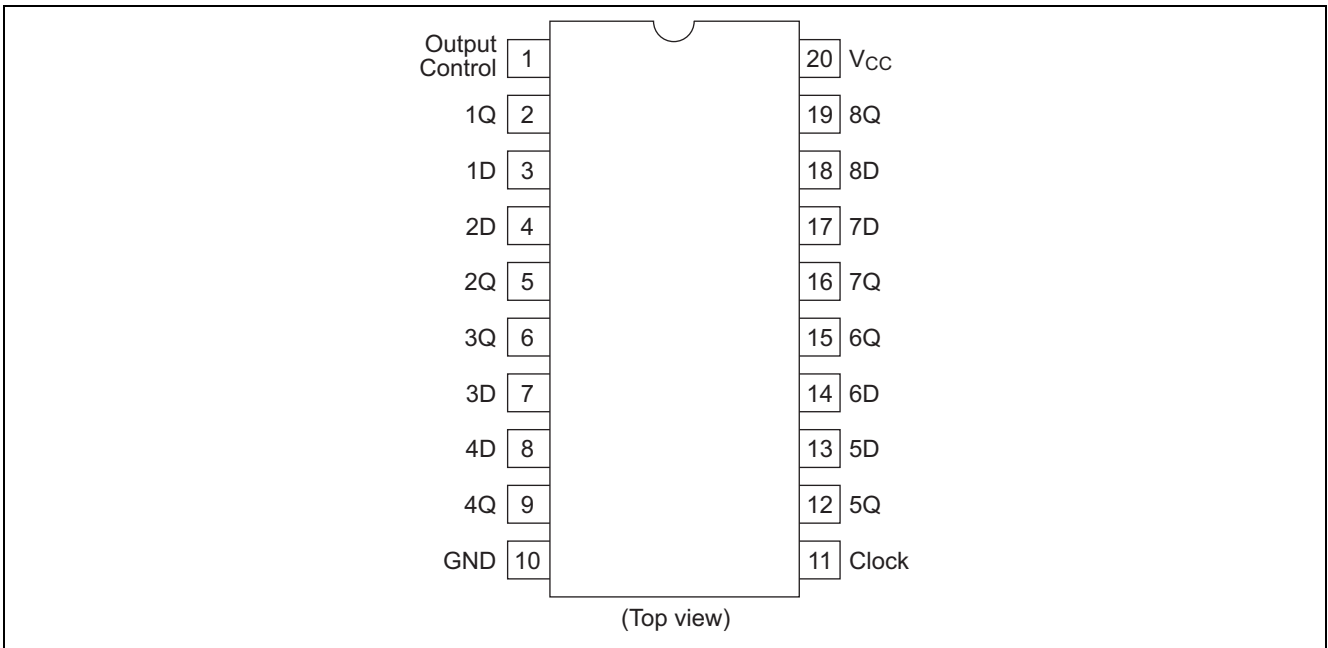 Output
Control 1 20 VCC
1Q 2 19 8Q
1D 3 18 8D
2D 4 17 7D
2Q 5 16 7Q
3Q 6 15 6Q
3D 7 14 6D
4D 8 13 5D
4Q 9 12 5Q
GND 10 11 Clock
(Top view)